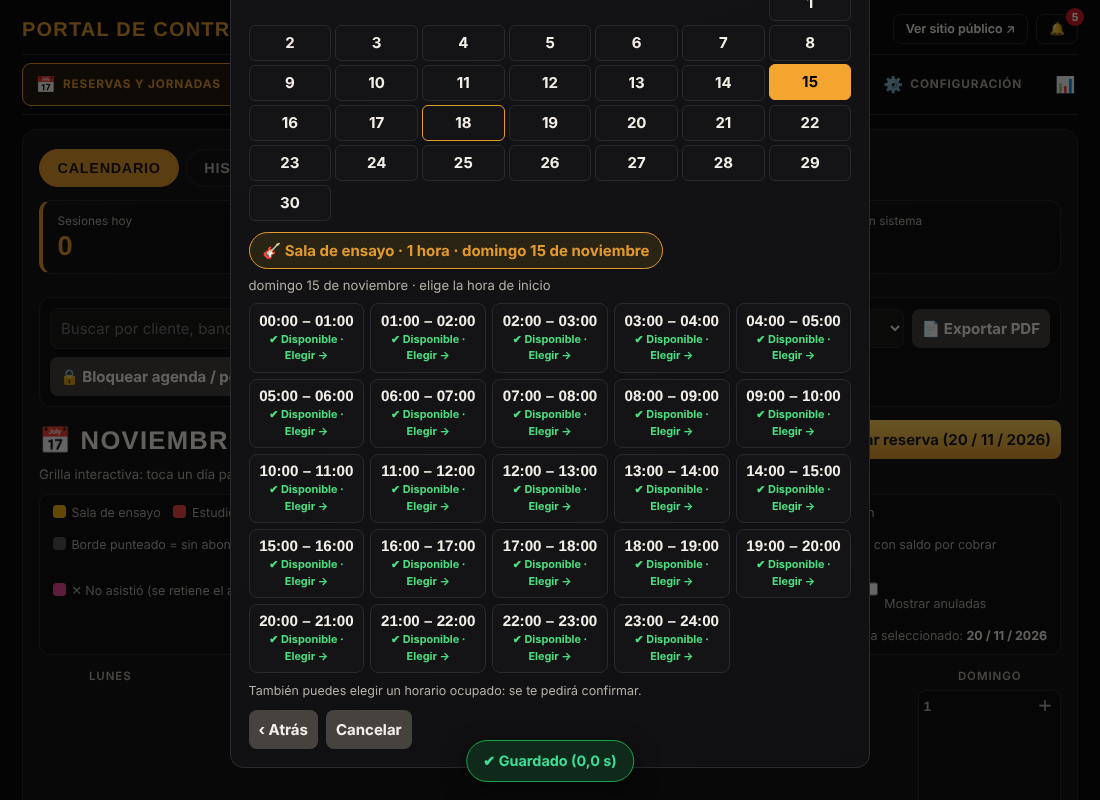 PORTAL DE CONTR
Ver sitio público ↗
🔔
5
📅 RESERVAS Y JORNADAS
⚙️ CONFIGURACIÓN
📊
CALENDARIO
HIS
Sesiones hoy
0
n sistema
Buscar por cliente, banc
📄 Exportar PDF
🔒 Bloquear agenda / pe
📅 NOVIEMBR
ar reserva (20 / 11 / 2026)
Grilla interactiva: toca un día pa
Sala de ensayo
Estudi
n
Borde punteado = sin abon
con saldo por cobrar
✕ No asistió (se retiene el a
Mostrar anuladas
a seleccionado: 20 / 11 / 2026
LUNES
DOMINGO
1 +
1
2 3 4 5 6 7 8
9 10 11 12 13 14 15
16 17 18 19 20 21 22
23 24 25 26 27 28 29
30
🎸 Sala de ensayo · 1 hora · domingo 15 de noviembre
domingo 15 de noviembre · elige la hora de inicio
00:00 – 01:00 01:00 – 02:00 02:00 – 03:00 03:00 – 04:00 04:00 – 05:00
✔ Disponible · ✔ Disponible · ✔ Disponible · ✔ Disponible · ✔ Disponible ·
Elegir → Elegir → Elegir → Elegir → Elegir →
05:00 – 06:00 06:00 – 07:00 07:00 – 08:00 08:00 – 09:00 09:00 – 10:00
✔ Disponible · ✔ Disponible · ✔ Disponible · ✔ Disponible · ✔ Disponible ·
Elegir → Elegir → Elegir → Elegir → Elegir →
10:00 – 11:00 11:00 – 12:00 12:00 – 13:00 13:00 – 14:00 14:00 – 15:00
✔ Disponible · ✔ Disponible · ✔ Disponible · ✔ Disponible · ✔ Disponible ·
Elegir → Elegir → Elegir → Elegir → Elegir →
15:00 – 16:00 16:00 – 17:00 17:00 – 18:00 18:00 – 19:00 19:00 – 20:00
✔ Disponible · ✔ Disponible · ✔ Disponible · ✔ Disponible · ✔ Disponible ·
Elegir → Elegir → Elegir → Elegir → Elegir →
20:00 – 21:00 21:00 – 22:00 22:00 – 23:00 23:00 – 24:00
✔ Disponible · ✔ Disponible · ✔ Disponible · ✔ Disponible ·
Elegir → Elegir → Elegir → Elegir →
También puedes elegir un horario ocupado: se te pedirá confirmar.
‹ Atrás
Cancelar
✔ Guardado (0,0 s)